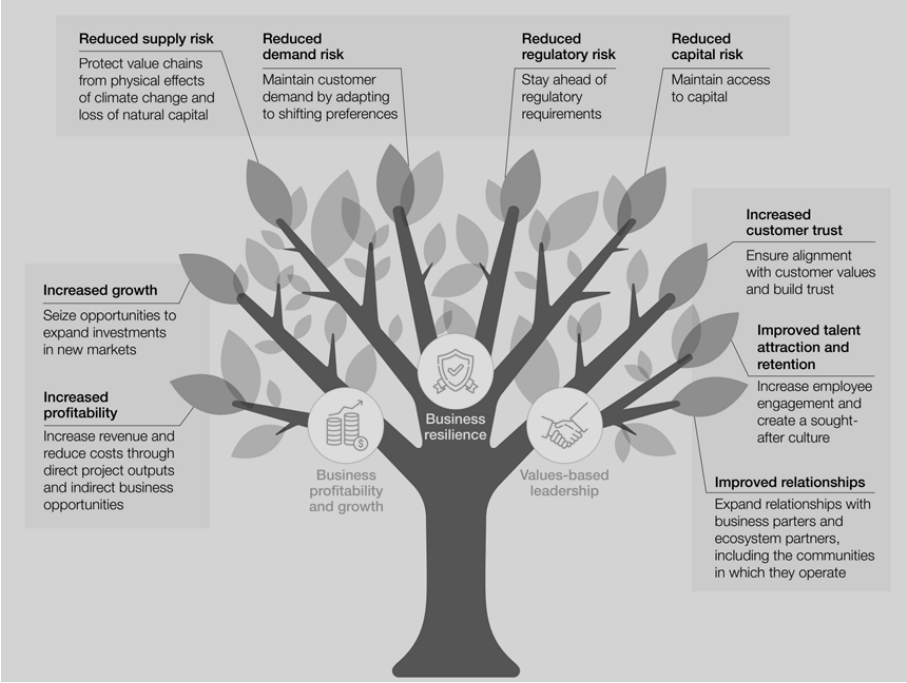 Reduced supply risk
Protect value chains
from physical effects
of climate change and
loss of natural capital
Reduced
demand risk
Maintain customer
demand by adapting
to shifting preferences
Reduced
regulatory risk
Stay ahead of
regulatory
requirements
Reduced
capital risk
Maintain access
to capital
Increased growth
Seize opportunities to
expand investments
in new markets
Increased
profitability
Increase revenue and
reduce costs through
direct project outputs
and indirect business
opportunities
Business
profitability
and growth
Business
resilience
Values-based
leadership
Increased
customer trust
Ensure alignment
with customer values
and build trust
Improved talent
attraction and
retention
Increase employee
engagement and
create a sought-
after culture
Improved relationships
Expand relationships with
business parters and
ecosystem partners,
including the communities
in which they operate
$